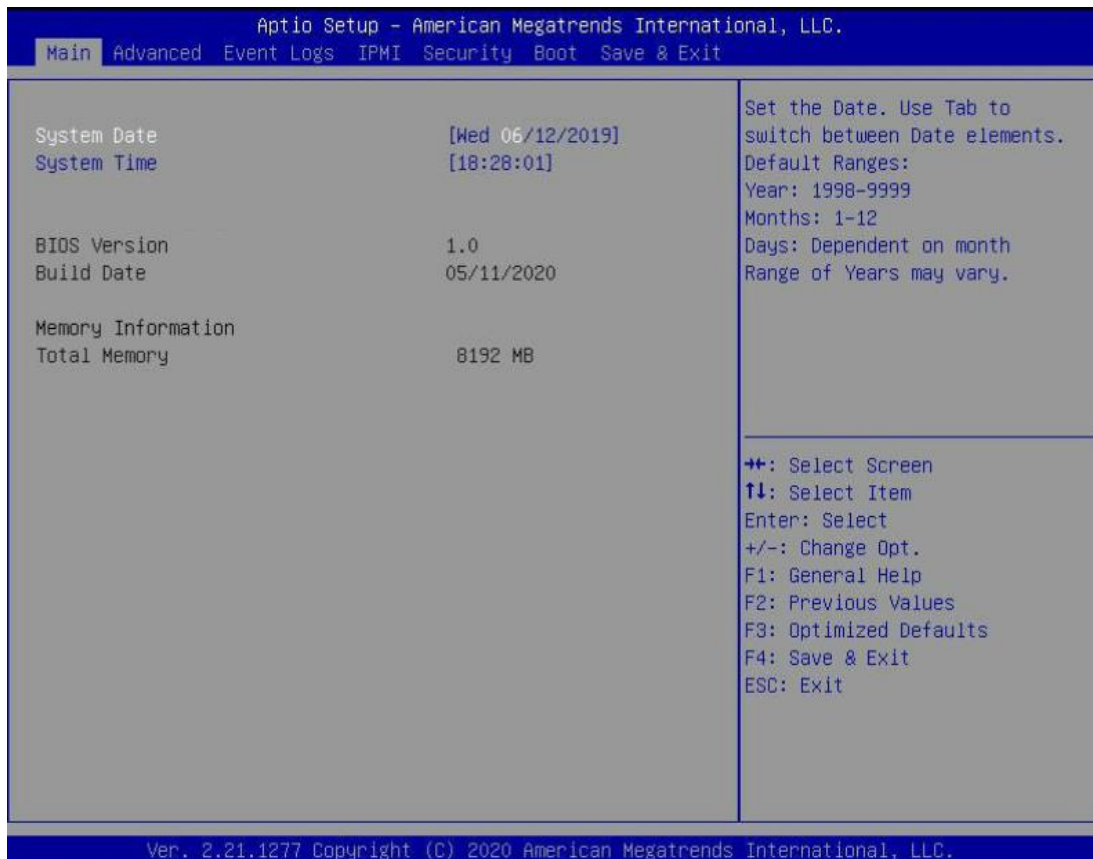 Aptio Setup – American Megatrends International, LLC.
Main Advanced Event Logs IPMI Security Boot Save & Exit
System Date [Wed 06/12/2019]
System Time [18:28:01]
BIOS Version 1.0
Build Date 05/11/2020
Memory Information
Total Memory 8192 MB
Set the Date. Use Tab to
switch between Date elements.
Default Ranges:
Year: 1998-9999
Months: 1-12
Days: Dependent on month
Range of Years may vary.
→←: Select Screen
↑↓: Select Item
Enter: Select
+/-: Change Opt.
F1: General Help
F2: Previous Values
F3: Optimized Defaults
F4: Save & Exit
ESC: Exit
Ver. 2.21.1277 Copyright (C) 2020 American Megatrends International, LLC.